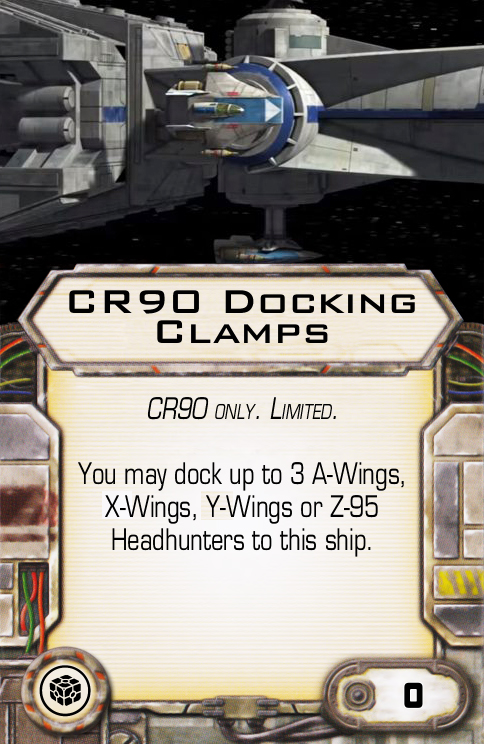 CR90 Docking
Clamps
CR90 only. Limited.
You may dock up to 3 A-Wings,
X-Wings, Y-Wings or Z-95
Headhunters to this ship.
0